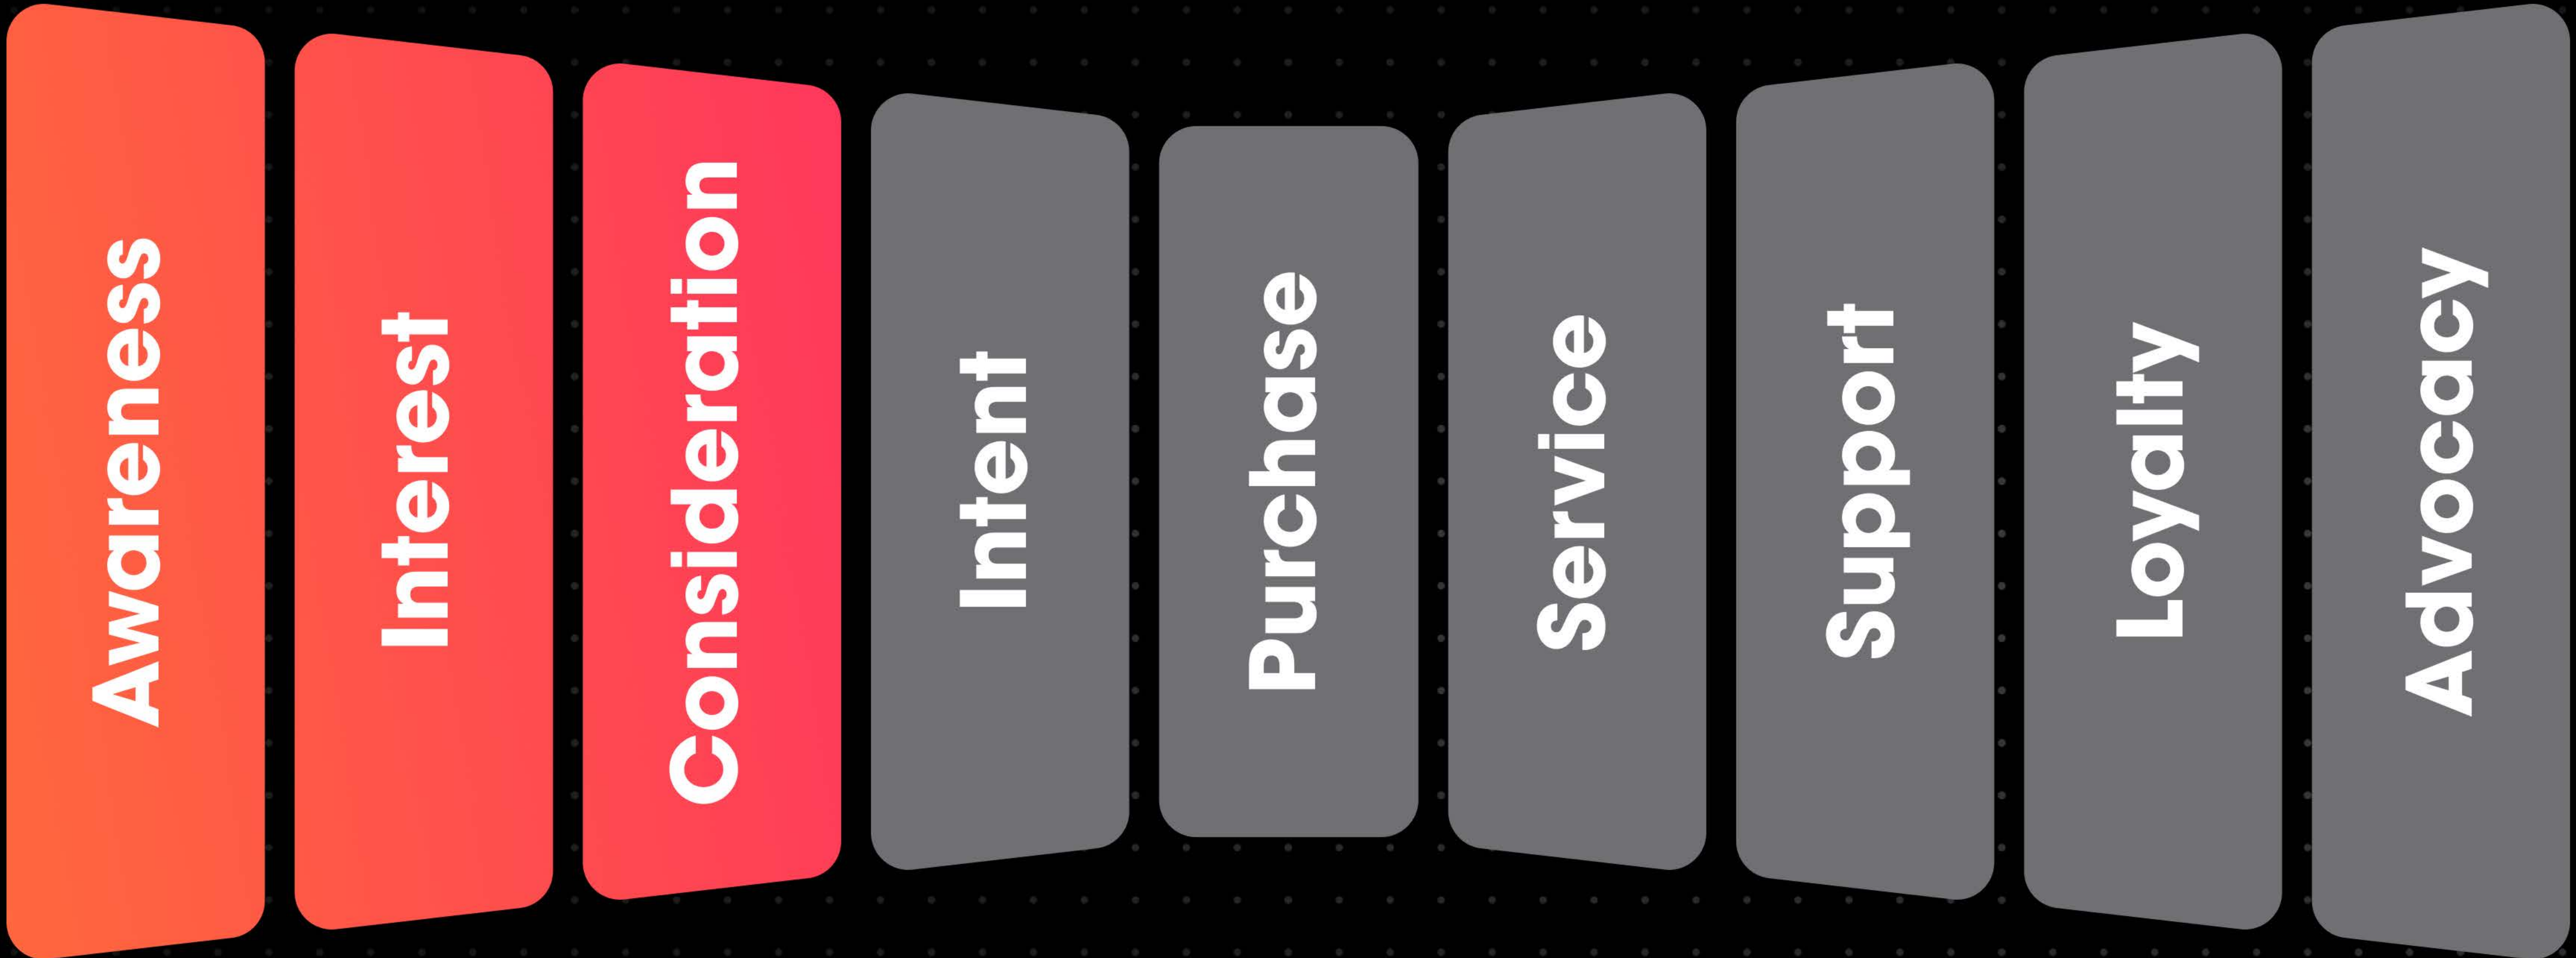 Awareness
Interest
Consideration
Intent
Purchase
Service
Support
Loyalty
Advocacy